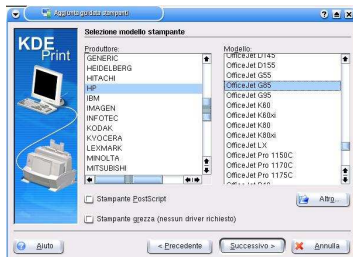 Aggiunta guidata stampanti
Selezione modello stampante
KDE
Print
Produttore:
GENERIC
HEIDELBERG
HITACHI
HP
IBM
IMAGEN
INFOTEC
KODAK
KYOCERA
LEXMARK
MINOLTA
MITSUBISHI
Modello:
OfficeJet D145
OfficeJet D155
OfficeJet G55
OfficeJet G85
OfficeJet G95
OfficeJet K60
OfficeJet K60xi
OfficeJet K80
OfficeJet K80xi
OfficeJet LX
OfficeJet Pro 1150C
OfficeJet Pro 1170C
OfficeJet Pro 1175C
Stampante PostScript
Altro...
Stampante grezza (nessun driver richiesto)
Aiuto
< Precedente
Successivo >
Annulla